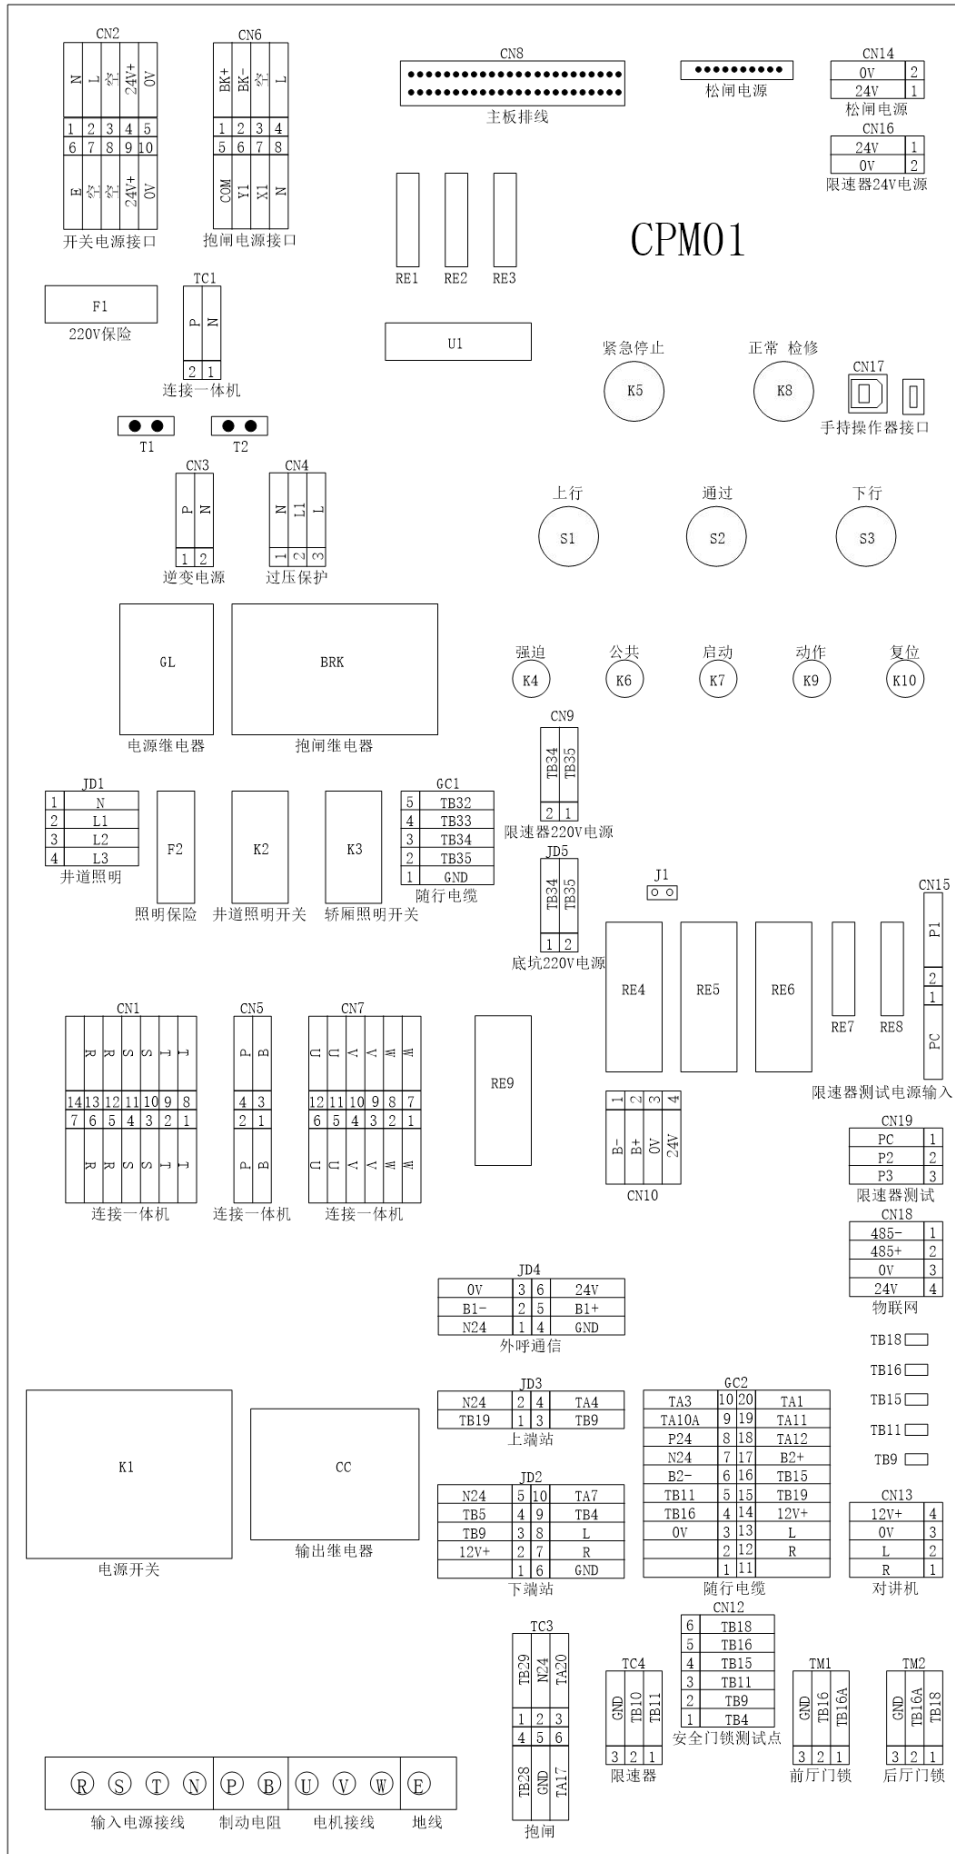 CN2
N L 空 24V+ 0V
1 2 3 4 5
6 7 8 9 10
E 空 空 24V+ 0V
开关电源接口
CN6
BK+ BK- 空 L
1 2 3 4
5 6 7 8
COM Y1 X1 N
抱闸电源接口
CN8
主板排线
松闸电源
CN14
0V 2
24V 1
松闸电源
CN16
24V 1
0V 2
限速器24V电源
RE1 RE2 RE3
CPM01
F1
220V保险
TC1
P N
2 1
连接一体机
U1
紧急停止
K5
正常 检修
K8
CN17
手持操作器接口
T1 T2
CN3
P N
1 2
逆变电源
CN4
N L1 L
1 2 3
过压保护
上行
S1
通过
S2
下行
S3
GL
电源继电器
BRK
抱闸继电器
强迫 公共 启动 动作 复位
K4 K6 K7 K9 K10
CN9
TB34 TB35
2 1
限速器220V电源
JD1
1 N
2 L1
3 L2
4 L3
井道照明
F2
照明保险
K2
井道照明开关
K3
轿厢照明开关
GC1
5 TB32
4 TB33
3 TB34
2 TB35
1 GND
随行电缆
JD5
TB34 TB35
1 2
底坑220V电源
J1
RE4 RE5 RE6 RE7 RE8
CN15
P1
2
1
PC
限速器测试电源输入
CN1
R R S S T T
14 13 12 11 10 9 8
7 6 5 4 3 2 1
R R S S T T
连接一体机
CN5
P B
4 3
2 1
P B
连接一体机
CN7
U U V V W W
12 11 10 9 8 7
6 5 4 3 2 1
U U V V W W
连接一体机
RE9
1 2 3 4
B- B+ 0V 24V
CN10
CN19
PC 1
P2 2
P3 3
限速器测试
CN18
485- 1
485+ 2
0V 3
24V 4
物联网
JD4
0V 3 6 24V
B1- 2 5 B1+
N24 1 4 GND
外呼通信
TB18
TB16
TB15
TB11
TB9
K1
电源开关
CC
输出继电器
JD3
N24 2 4 TA4
TB19 1 3 TB9
上端站
JD2
N24 5 10 TA7
TB5 4 9 TB4
TB9 3 8 L
12V+ 2 7 R
1 6 GND
下端站
GC2
TA3 10 20 TA1
TA10A 9 19 TA11
P24 8 18 TA12
N24 7 17 B2+
B2- 6 16 TB15
TB11 5 15 TB19
TB16 4 14 12V+
0V 3 13 L
2 12 R
1 11
随行电缆
CN13
12V+ 4
0V 3
L 2
R 1
对讲机
TC3
TB29 N24 TA20
1 2 3
4 5 6
TB28 GND TA17
抱闸
TC4
GND TB10 TB11
3 2 1
限速器
CN12
6 TB18
5 TB16
4 TB15
3 TB11
2 TB9
1 TB4
安全门锁测试点
TM1
GND TB16 TB16A
3 2 1
前厅门锁
TM2
GND TB16A TB18
3 2 1
后厅门锁
R S T N P B U V W E
输入电源接线 制动电阻 电机接线 地线